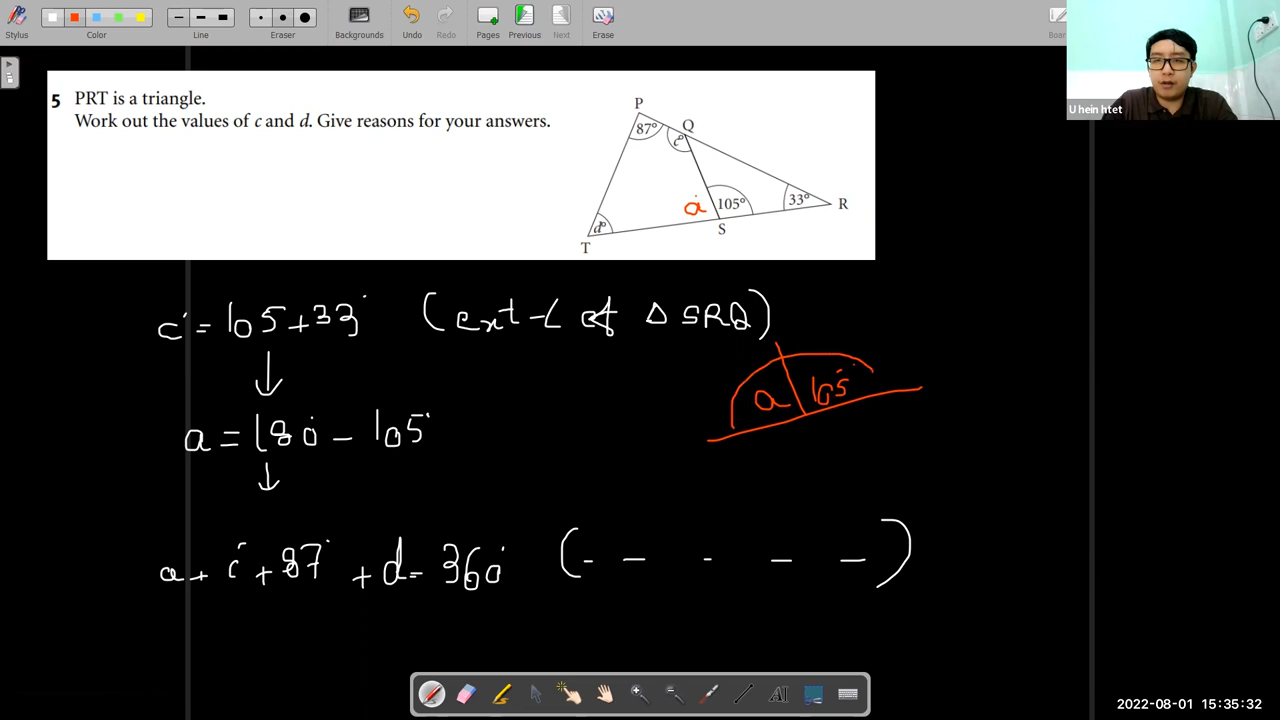 Stylus
Color
Line
Eraser
Backgrounds
Undo
Redo
Pages
Previous
Next
Erase
Boar
U hein htet
5 PRT is a triangle.
Work out the values of c and d. Give reasons for your answers.
P
87°
Q
c°
a
105°
33°
R
S
d°
T
c° = 105 + 33° (ext-∠ of Δ SRQ)
a 105°
a = 180° - 105°
a + c° + 87° + d = 360° ( - - - - - )
AI
2022-08-01 15:35:32